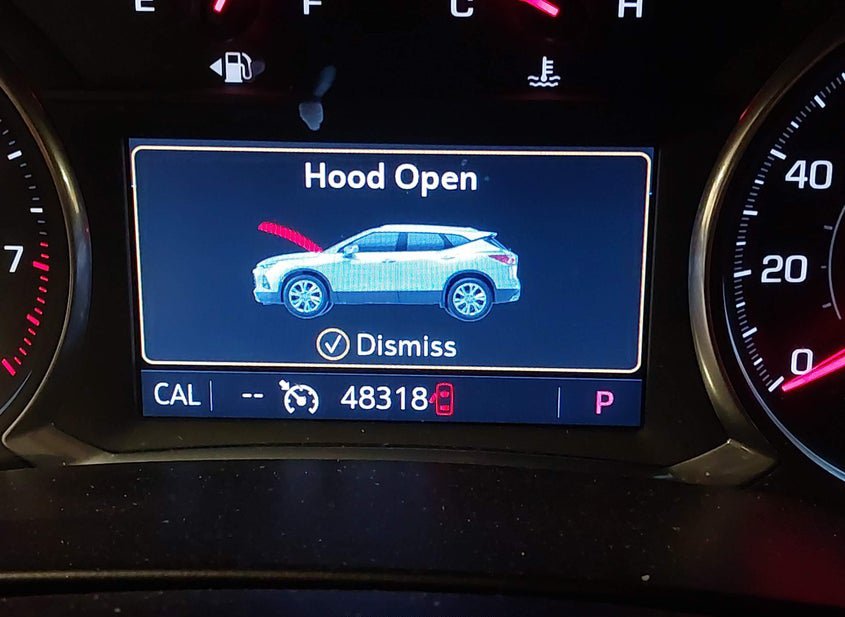 E F C H
Hood Open
Dismiss
CAL -- 48318 P
7
40
20
0